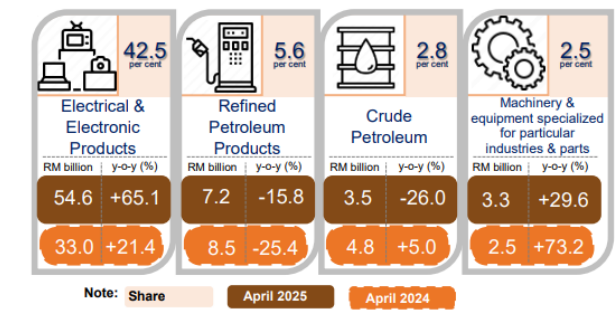 42.5
per cent
Electrical &
Electronic
Products
RM billion y-o-y (%)
54.6 +65.1
33.0 +21.4
5.6
per cent
Refined
Petroleum
Products
RM billion y-o-y (%)
7.2 -15.8
8.5 -25.4
2.8
per cent
Crude
Petroleum
RM billion y-o-y (%)
3.5 -26.0
4.8 +5.0
2.5
per cent
Machinery &
equipment specialized
for particular
industries & parts
RM billion y-o-y (%)
3.3 +29.6
2.5 +73.2
Note: Share April 2025 April 2024